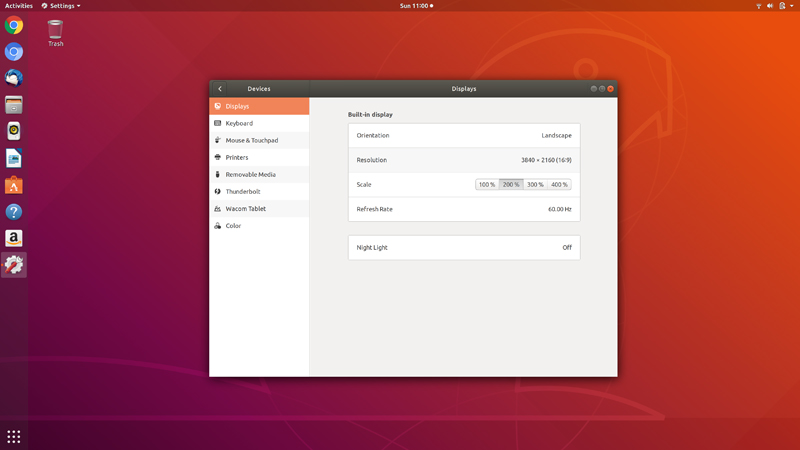 Activities
Settings
Sun 11:00
Trash
Devices
Displays
Displays
Keyboard
Mouse & Touchpad
Printers
Removable Media
Thunderbolt
Wacom Tablet
Color
Built-in display
Orientation Landscape
Resolution 3840 × 2160 (16:9)
Scale 100 % 200 % 300 % 400 %
Refresh Rate 60.00 Hz
Night Light Off